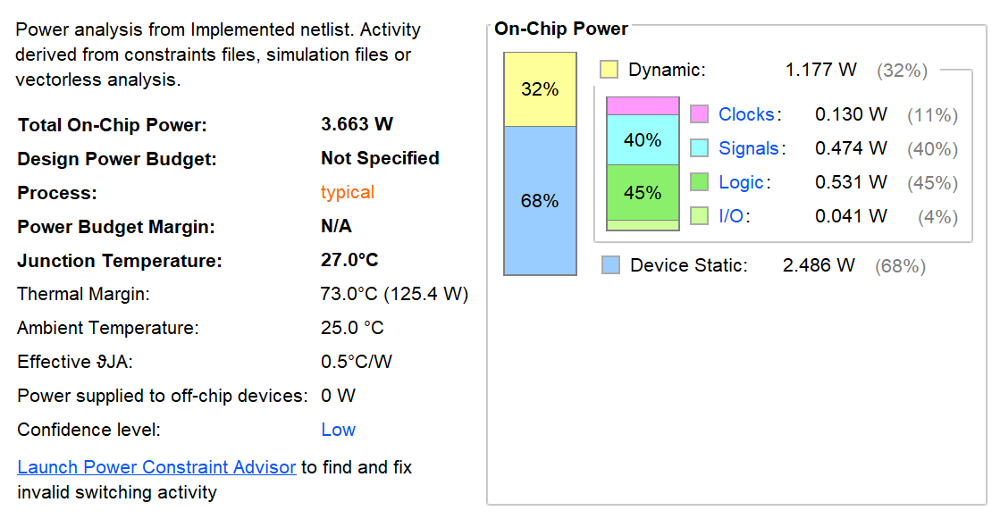 Power analysis from Implemented netlist. Activity
derived from constraints files, simulation files or
vectorless analysis.
Total On-Chip Power: 3.663 W
Design Power Budget: Not Specified
Process: typical
Power Budget Margin: N/A
Junction Temperature: 27.0°C
Thermal Margin: 73.0°C (125.4 W)
Ambient Temperature: 25.0 °C
Effective ϑJA: 0.5°C/W
Power supplied to off-chip devices: 0 W
Confidence level: Low
Launch Power Constraint Advisor to find and fix
invalid switching activity
On-Chip Power
32%
68%
Dynamic: 1.177 W (32%)
40%
45%
Clocks: 0.130 W (11%)
Signals: 0.474 W (40%)
Logic: 0.531 W (45%)
I/O: 0.041 W (4%)
Device Static: 2.486 W (68%)